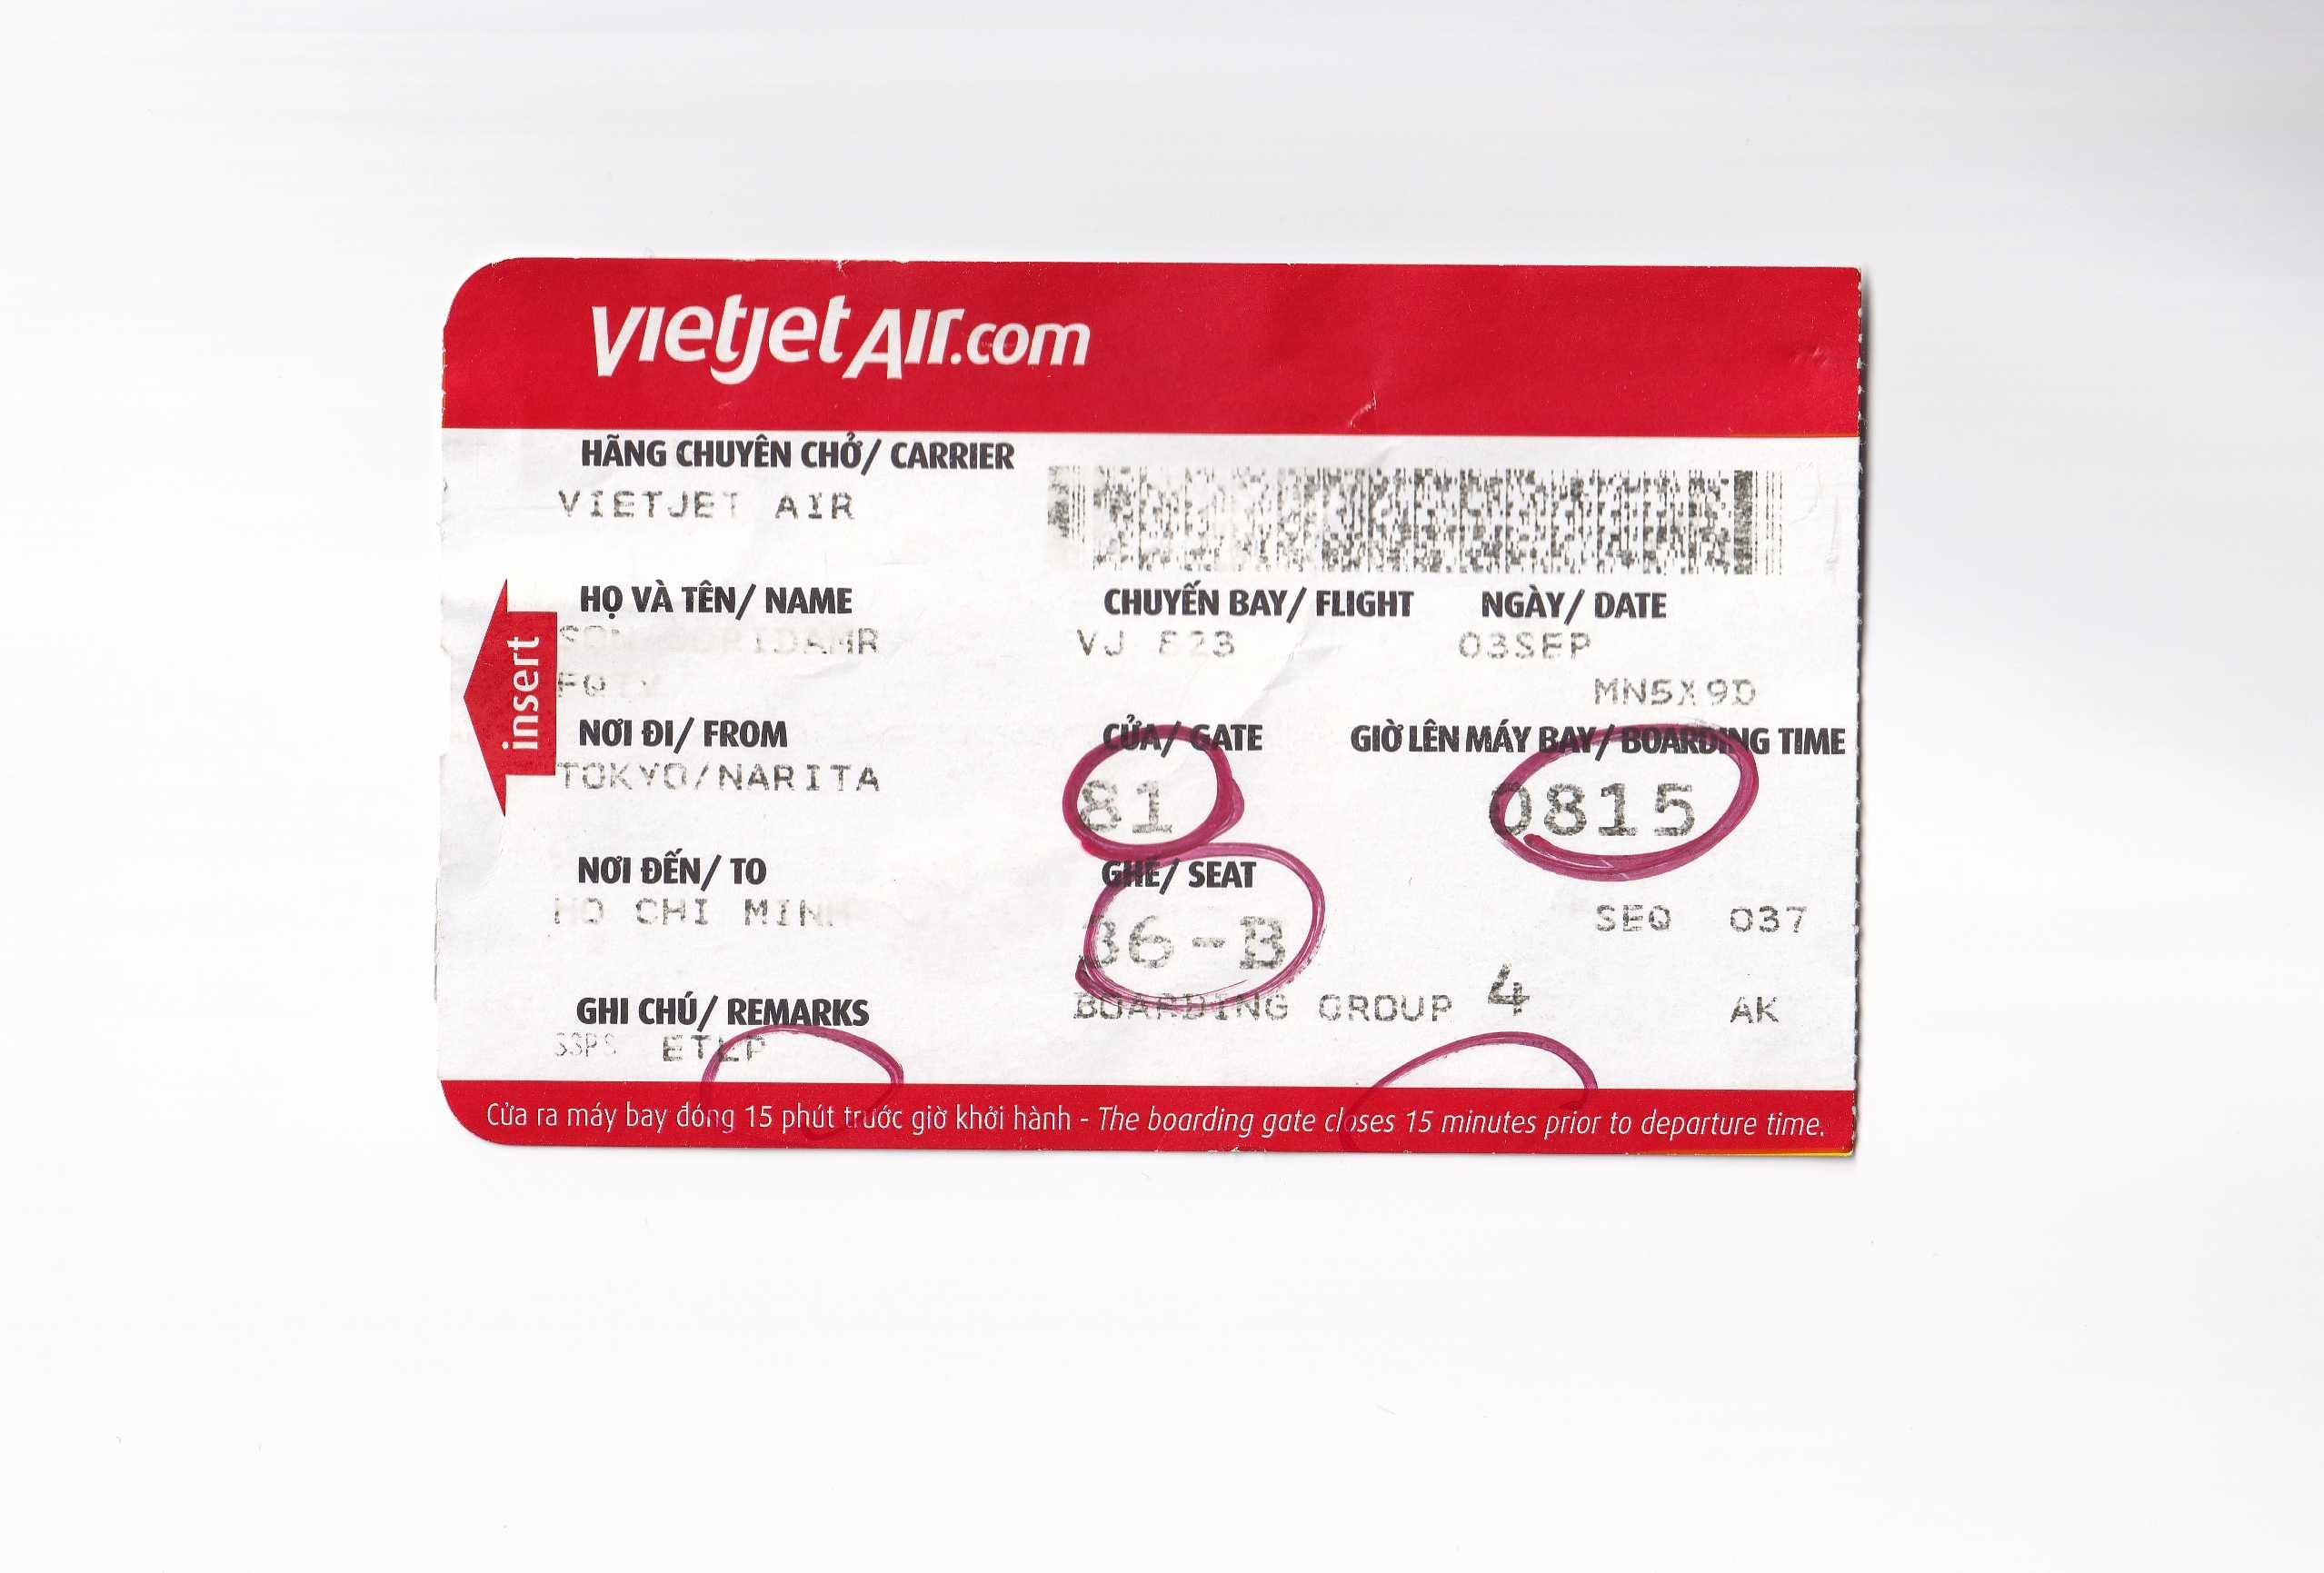 vietjetAir.com
HÃNG CHUYÊN CHỞ/ CARRIER
VIETJET AIR
HỌ VÀ TÊN/ NAME
CHUYẾN BAY/ FLIGHT NGÀY/ DATE
VJ 823 03SEP
MN5X9D
insert
NƠI ĐI/ FROM
CỬA/ GATE GIỜ LÊN MÁY BAY/ BOARDING TIME
TOKYO/NARITA
81 0815
NƠI ĐẾN/ TO
GHẾ/ SEAT
HO CHI MINH
36-B SEQ 037
GHI CHÚ/ REMARKS
BOARDING GROUP 4 AK
ETLP
Cửa ra máy bay đóng 15 phút trước giờ khởi hành - The boarding gate closes 15 minutes prior to departure time.